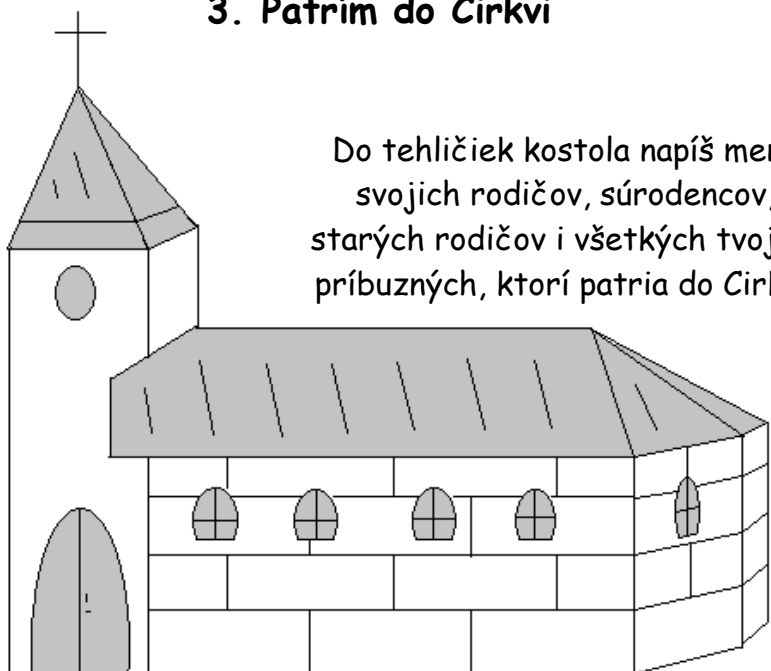 3. Patrím do Cirkvi
Do tehličiek kostola napíš
svojich rodičov, súrodencov,
starých rodičov i všetkých
príbuzných, ktorí patria do